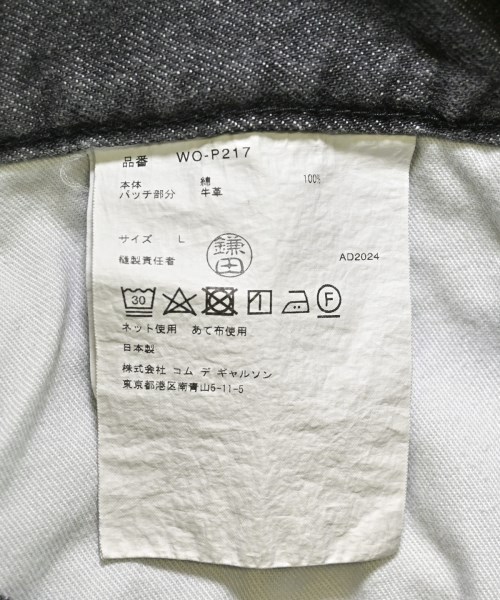 品番 WO-P217
本体 綿 100%
パッチ部分 牛革
サイズ L
縫製責任者 鎌田 AD2024
30 F
ネット使用 あて布使用
日本製
株式会社 コム デ ギャルソン
東京都港区南青山5-11-5